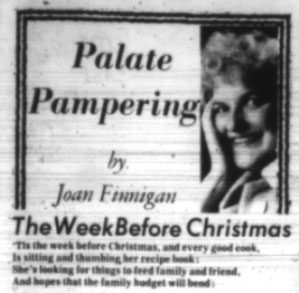 Palate
Pampering
by
Joan Finnigan
The Week Before Christmas
'Tis the week before Christmas, and every good cook,
Is sitting and thumbing her recipe book;
She's looking for things to feed family and friend,
And hopes that the family budget will bend;